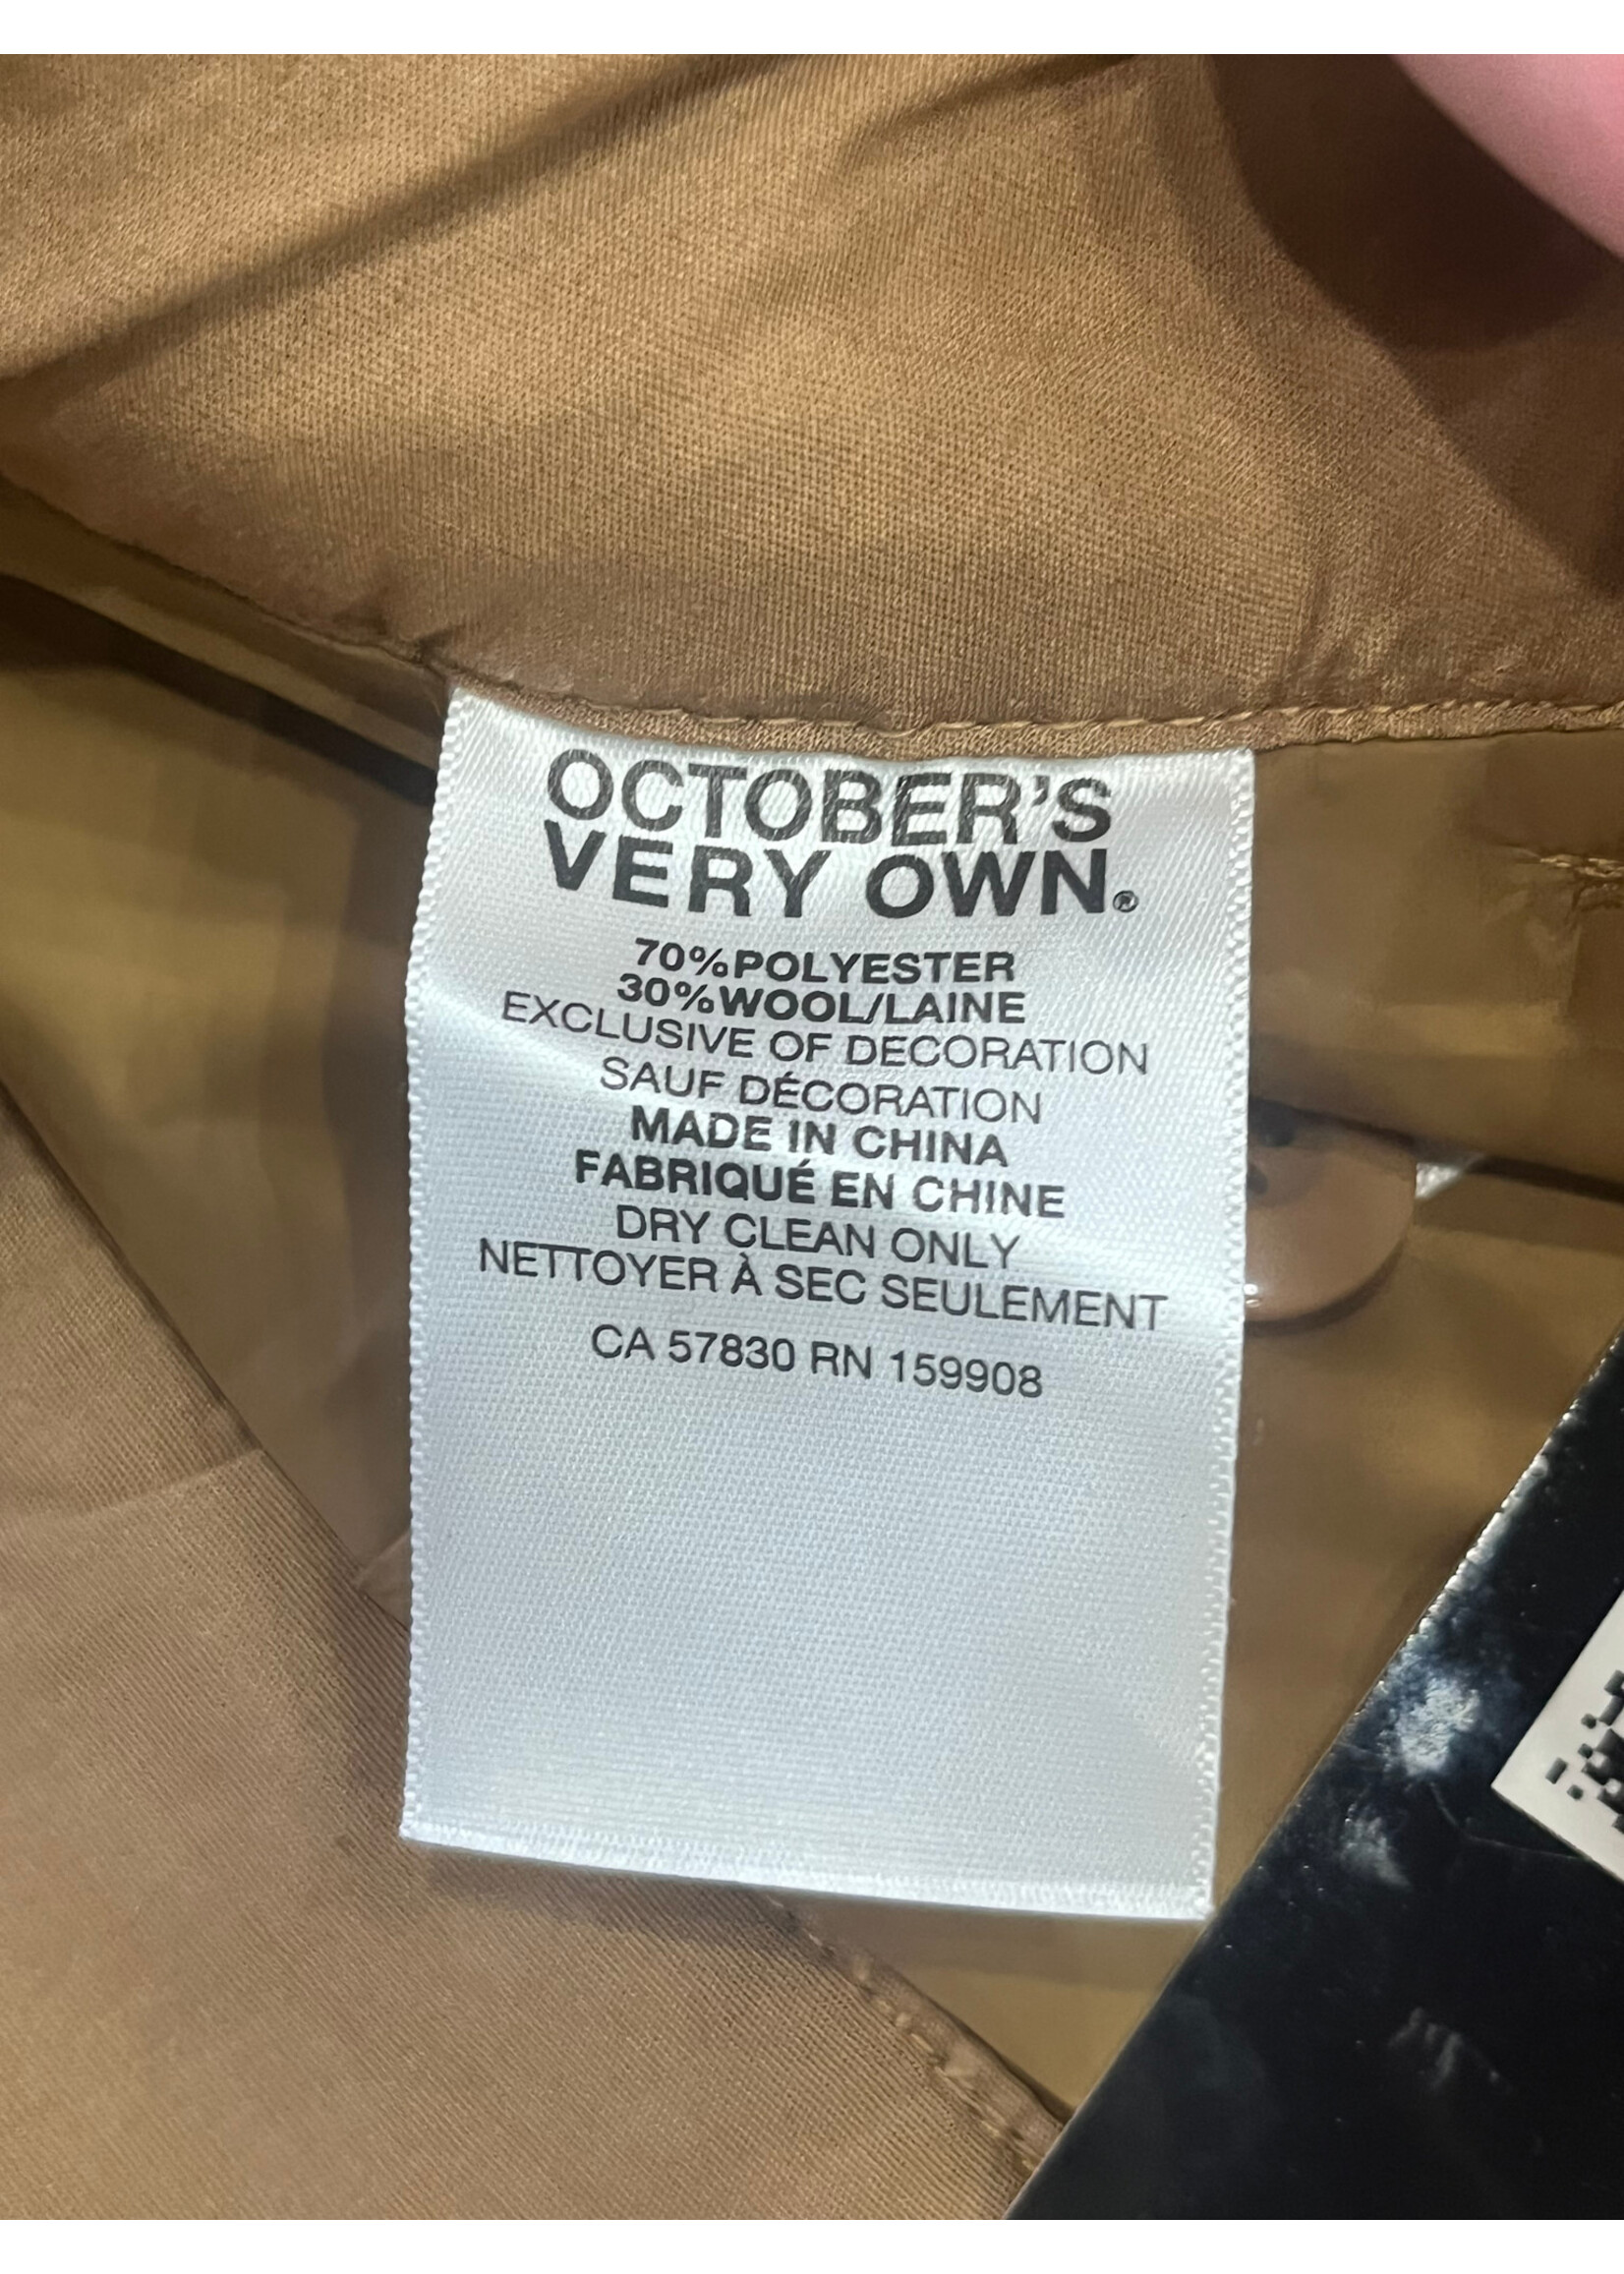 OCTOBER'S
VERY OWN.®
70%POLYESTER
30%WOOL/LAINE
EXCLUSIVE OF DECORATION
SAUF DÉCORATION
MADE IN CHINA
FABRIQUÉ EN CHINE
DRY CLEAN ONLY
NETTOYER À SEC SEULEMENT
CA 57830 RN 159908